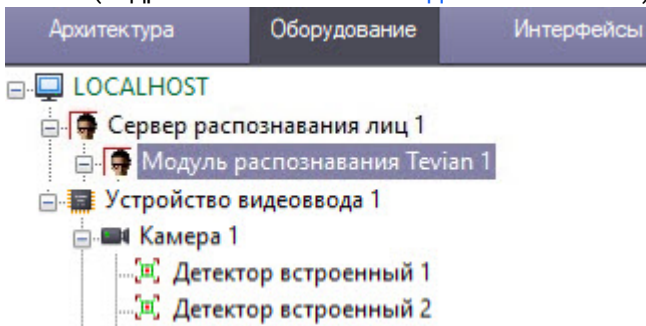 Архитектура Оборудование Интерфейсы
LOCALHOST
Сервер распознавания лиц 1
Модуль распознавания Tevian 1
Устройство видеоввода 1
Камера 1
Детектор встроенный 1
Детектор встроенный 2